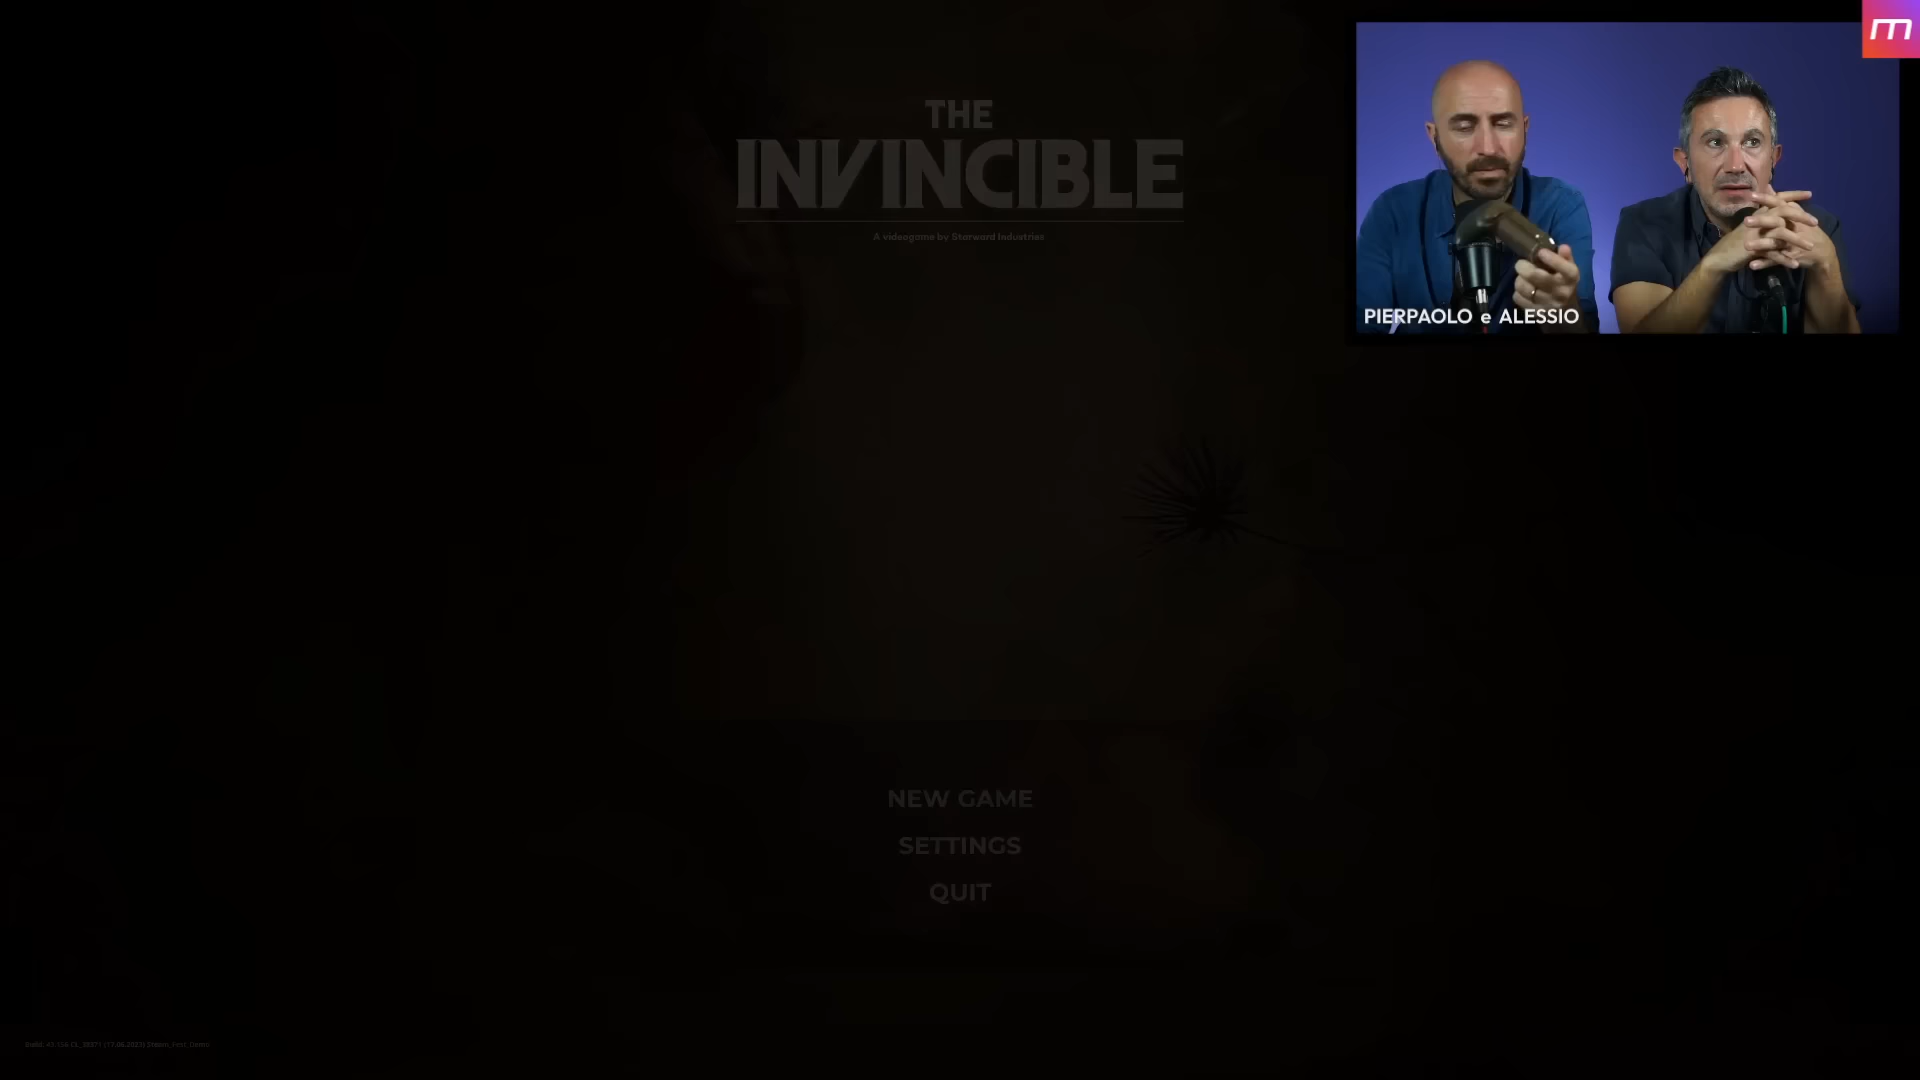 THE
INVINCIBLE
A videogame by Starward Industries
PIERPAOLO e ALESSIO
NEW GAME
SETTINGS
QUIT